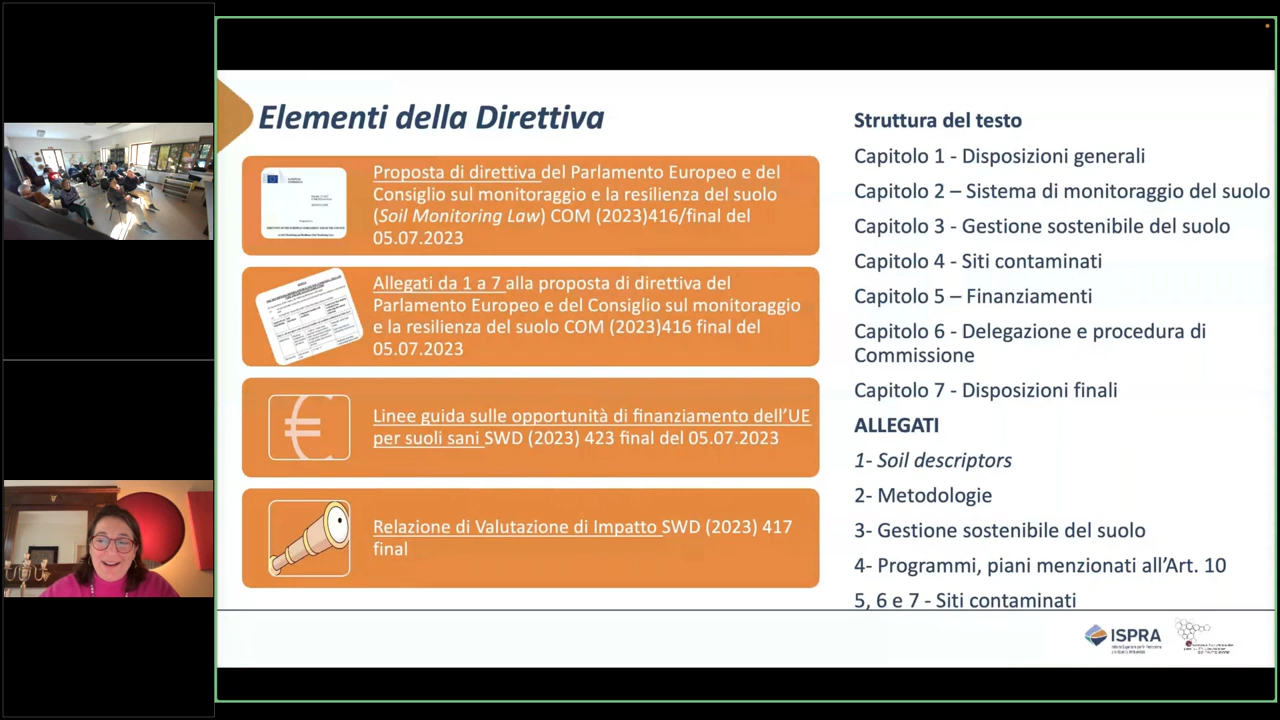 Elementi della Direttiva
Proposta di direttiva del Parlamento Europeo e del
Consiglio sul monitoraggio e la resilienza del suolo
(Soil Monitoring Law) COM (2023)416/final del
05.07.2023
Allegati da 1 a 7 alla proposta di direttiva del
Parlamento Europeo e del Consiglio sul monitoraggio
e la resilienza del suolo COM (2023)416 final del
05.07.2023
€
Linee guida sulle opportunità di finanziamento dell’UE
per suoli sani SWD (2023) 423 final del 05.07.2023
Relazione di Valutazione di Impatto SWD (2023) 417
final
Struttura del testo
Capitolo 1 - Disposizioni generali
Capitolo 2 – Sistema di monitoraggio del suolo
Capitolo 3 - Gestione sostenibile del suolo
Capitolo 4 - Siti contaminati
Capitolo 5 – Finanziamenti
Capitolo 6 - Delegazione e procedura di
Commissione
Capitolo 7 - Disposizioni finali
ALLEGATI
1- Soil descriptors
2- Metodologie
3- Gestione sostenibile del suolo
4- Programmi, piani menzionati all’Art. 10
5, 6 e 7 - Siti contaminati
ISPRA